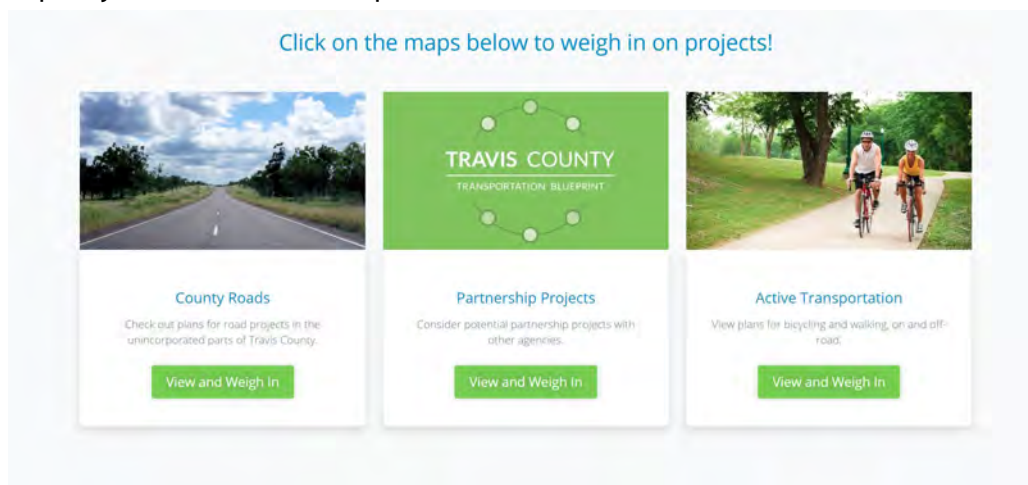 Click on the maps below to weigh in on projects!
TRAVIS COUNTY
TRANSPORTATION BLUEPRINT
County Roads
Check out plans for road projects in the
unincorporated parts of Travis County.
View and Weigh In
Partnership Projects
Consider potential partnership projects with
other agencies.
View and Weigh In
Active Transportation
View plans for bicycling and walking, on and off-
road.
View and Weigh In